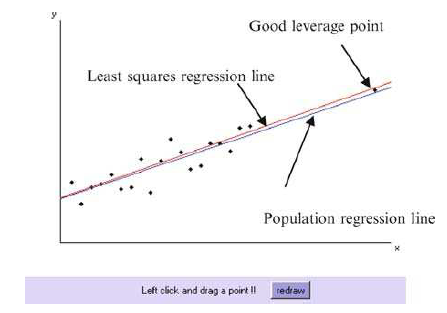 y
Good leverage point
Least squares regression line
Population regression line
x
Left click and drag a point !! redraw